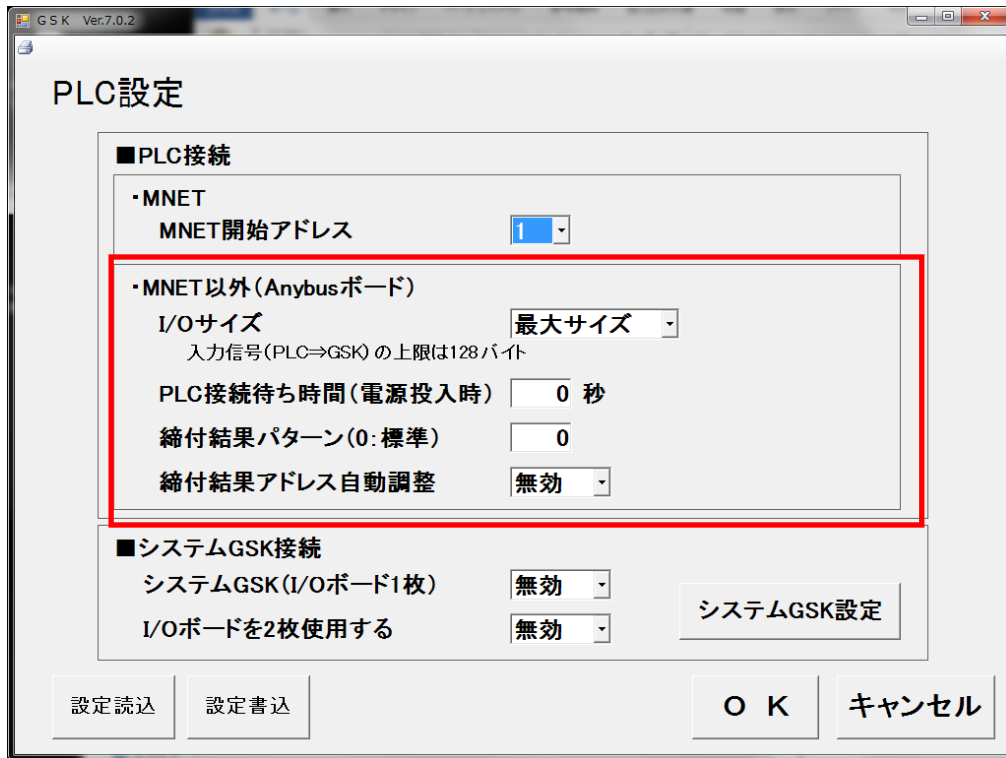 GSK Ver.7.0.2
PLC設定
■PLC接続
・MNET
MNET開始アドレス 1
・MNET以外(Anybusボード)
I/Oサイズ 最大サイズ
入力信号(PLC⇒GSK)の上限は128バイト
PLC接続待ち時間(電源投入時) 0 秒
締付結果パターン(0:標準) 0
締付結果アドレス自動調整 無効
■システムGSK接続
システムGSK(I/Oボード1枚) 無効
I/Oボードを2枚使用する 無効
システムGSK設定
設定読込 設定書込 OK キャンセル